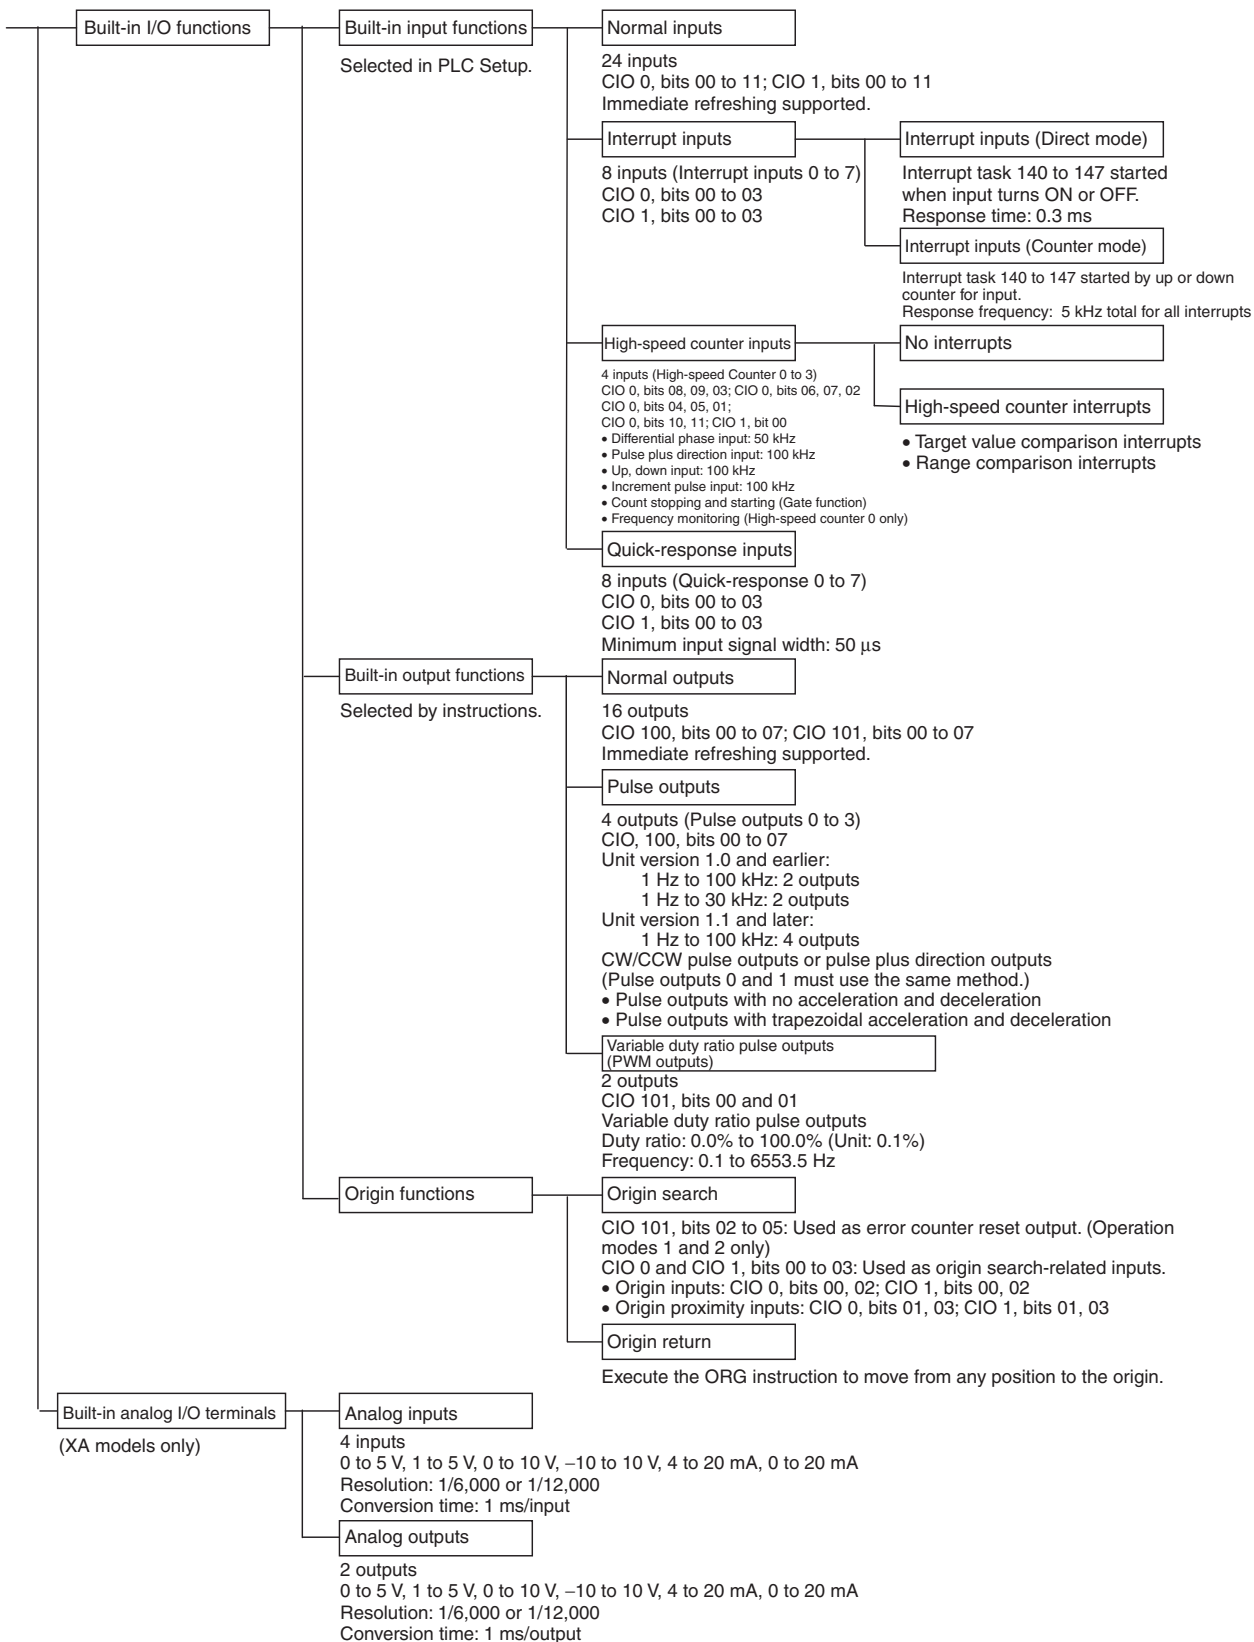 Built-in I/O functions
Built-in input functions
Selected in PLC Setup.
Normal inputs
24 inputs
CIO 0, bits 00 to 11; CIO 1, bits 00 to 11
Immediate refreshing supported.
Interrupt inputs
8 inputs (Interrupt inputs 0 to 7)
CIO 0, bits 00 to 03
CIO 1, bits 00 to 03
Interrupt inputs (Direct mode)
Interrupt task 140 to 147 started
when input turns ON or OFF.
Response time: 0.3 ms
Interrupt inputs (Counter mode)
Interrupt task 140 to 147 started by up or down
counter for input.
Response frequency: 5 kHz total for all interrupts
High-speed counter inputs
4 inputs (High-speed Counter 0 to 3)
CIO 0, bits 08, 09, 03; CIO 0, bits 06, 07, 02
CIO 0, bits 04, 05, 01;
CIO 0, bits 10, 11; CIO 1, bit 00
• Differential phase input: 50 kHz
• Pulse plus direction input: 100 kHz
• Up, down input: 100 kHz
• Increment pulse input: 100 kHz
• Count stopping and starting (Gate function)
• Frequency monitoring (High-speed counter 0 only)
No interrupts
High-speed counter interrupts
• Target value comparison interrupts
• Range comparison interrupts
Quick-response inputs
8 inputs (Quick-response 0 to 7)
CIO 0, bits 00 to 03
CIO 1, bits 00 to 03
Minimum input signal width: 50 μs
Built-in output functions
Selected by instructions.
Normal outputs
16 outputs
CIO 100, bits 00 to 07; CIO 101, bits 00 to 07
Immediate refreshing supported.
Pulse outputs
4 outputs (Pulse outputs 0 to 3)
CIO, 100, bits 00 to 07
Unit version 1.0 and earlier:
1 Hz to 100 kHz: 2 outputs
1 Hz to 30 kHz: 2 outputs
Unit version 1.1 and later:
1 Hz to 100 kHz: 4 outputs
CW/CCW pulse outputs or pulse plus direction outputs
(Pulse outputs 0 and 1 must use the same method.)
• Pulse outputs with no acceleration and deceleration
• Pulse outputs with trapezoidal acceleration and deceleration
Variable duty ratio pulse outputs
(PWM outputs)
2 outputs
CIO 101, bits 00 and 01
Variable duty ratio pulse outputs
Duty ratio: 0.0% to 100.0% (Unit: 0.1%)
Frequency: 0.1 to 6553.5 Hz
Origin functions
Origin search
CIO 101, bits 02 to 05: Used as error counter reset output. (Operation
modes 1 and 2 only)
CIO 0 and CIO 1, bits 00 to 03: Used as origin search-related inputs.
• Origin inputs: CIO 0, bits 00, 02; CIO 1, bits 00, 02
• Origin proximity inputs: CIO 0, bits 01, 03; CIO 1, bits 01, 03
Origin return
Execute the ORG instruction to move from any position to the origin.
Built-in analog I/O terminals
(XA models only)
Analog inputs
4 inputs
0 to 5 V, 1 to 5 V, 0 to 10 V, −10 to 10 V, 4 to 20 mA, 0 to 20 mA
Resolution: 1/6,000 or 1/12,000
Conversion time: 1 ms/input
Analog outputs
2 outputs
0 to 5 V, 1 to 5 V, 0 to 10 V, −10 to 10 V, 4 to 20 mA, 0 to 20 mA
Resolution: 1/6,000 or 1/12,000
Conversion time: 1 ms/output